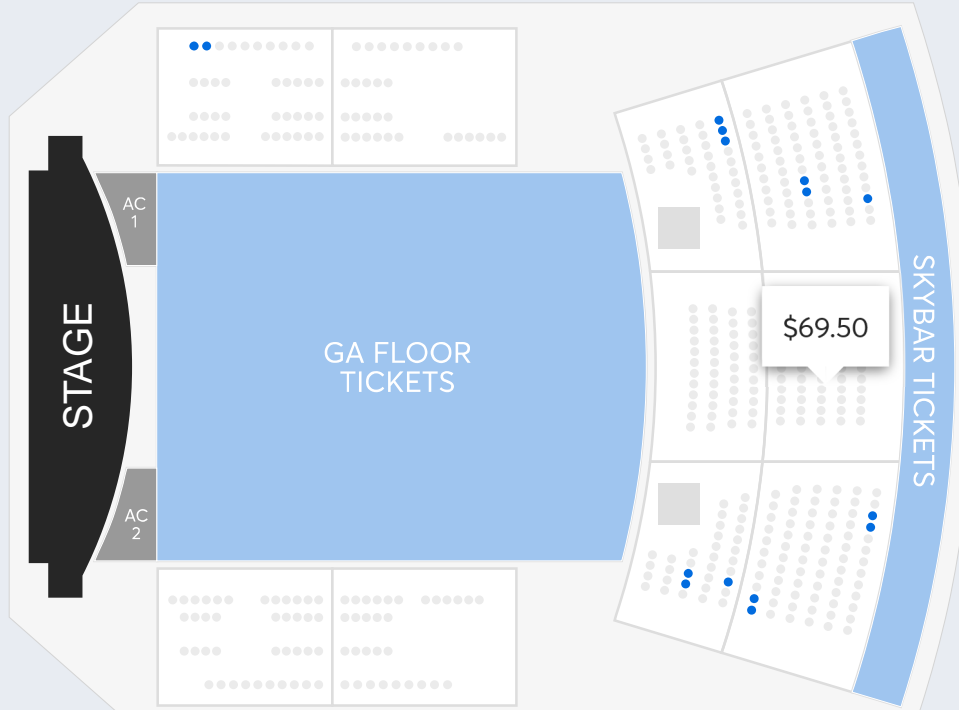 AC
1
STAGE
GA FLOOR
TICKETS
$69.50
SKYBAR TICKETS
AC
2